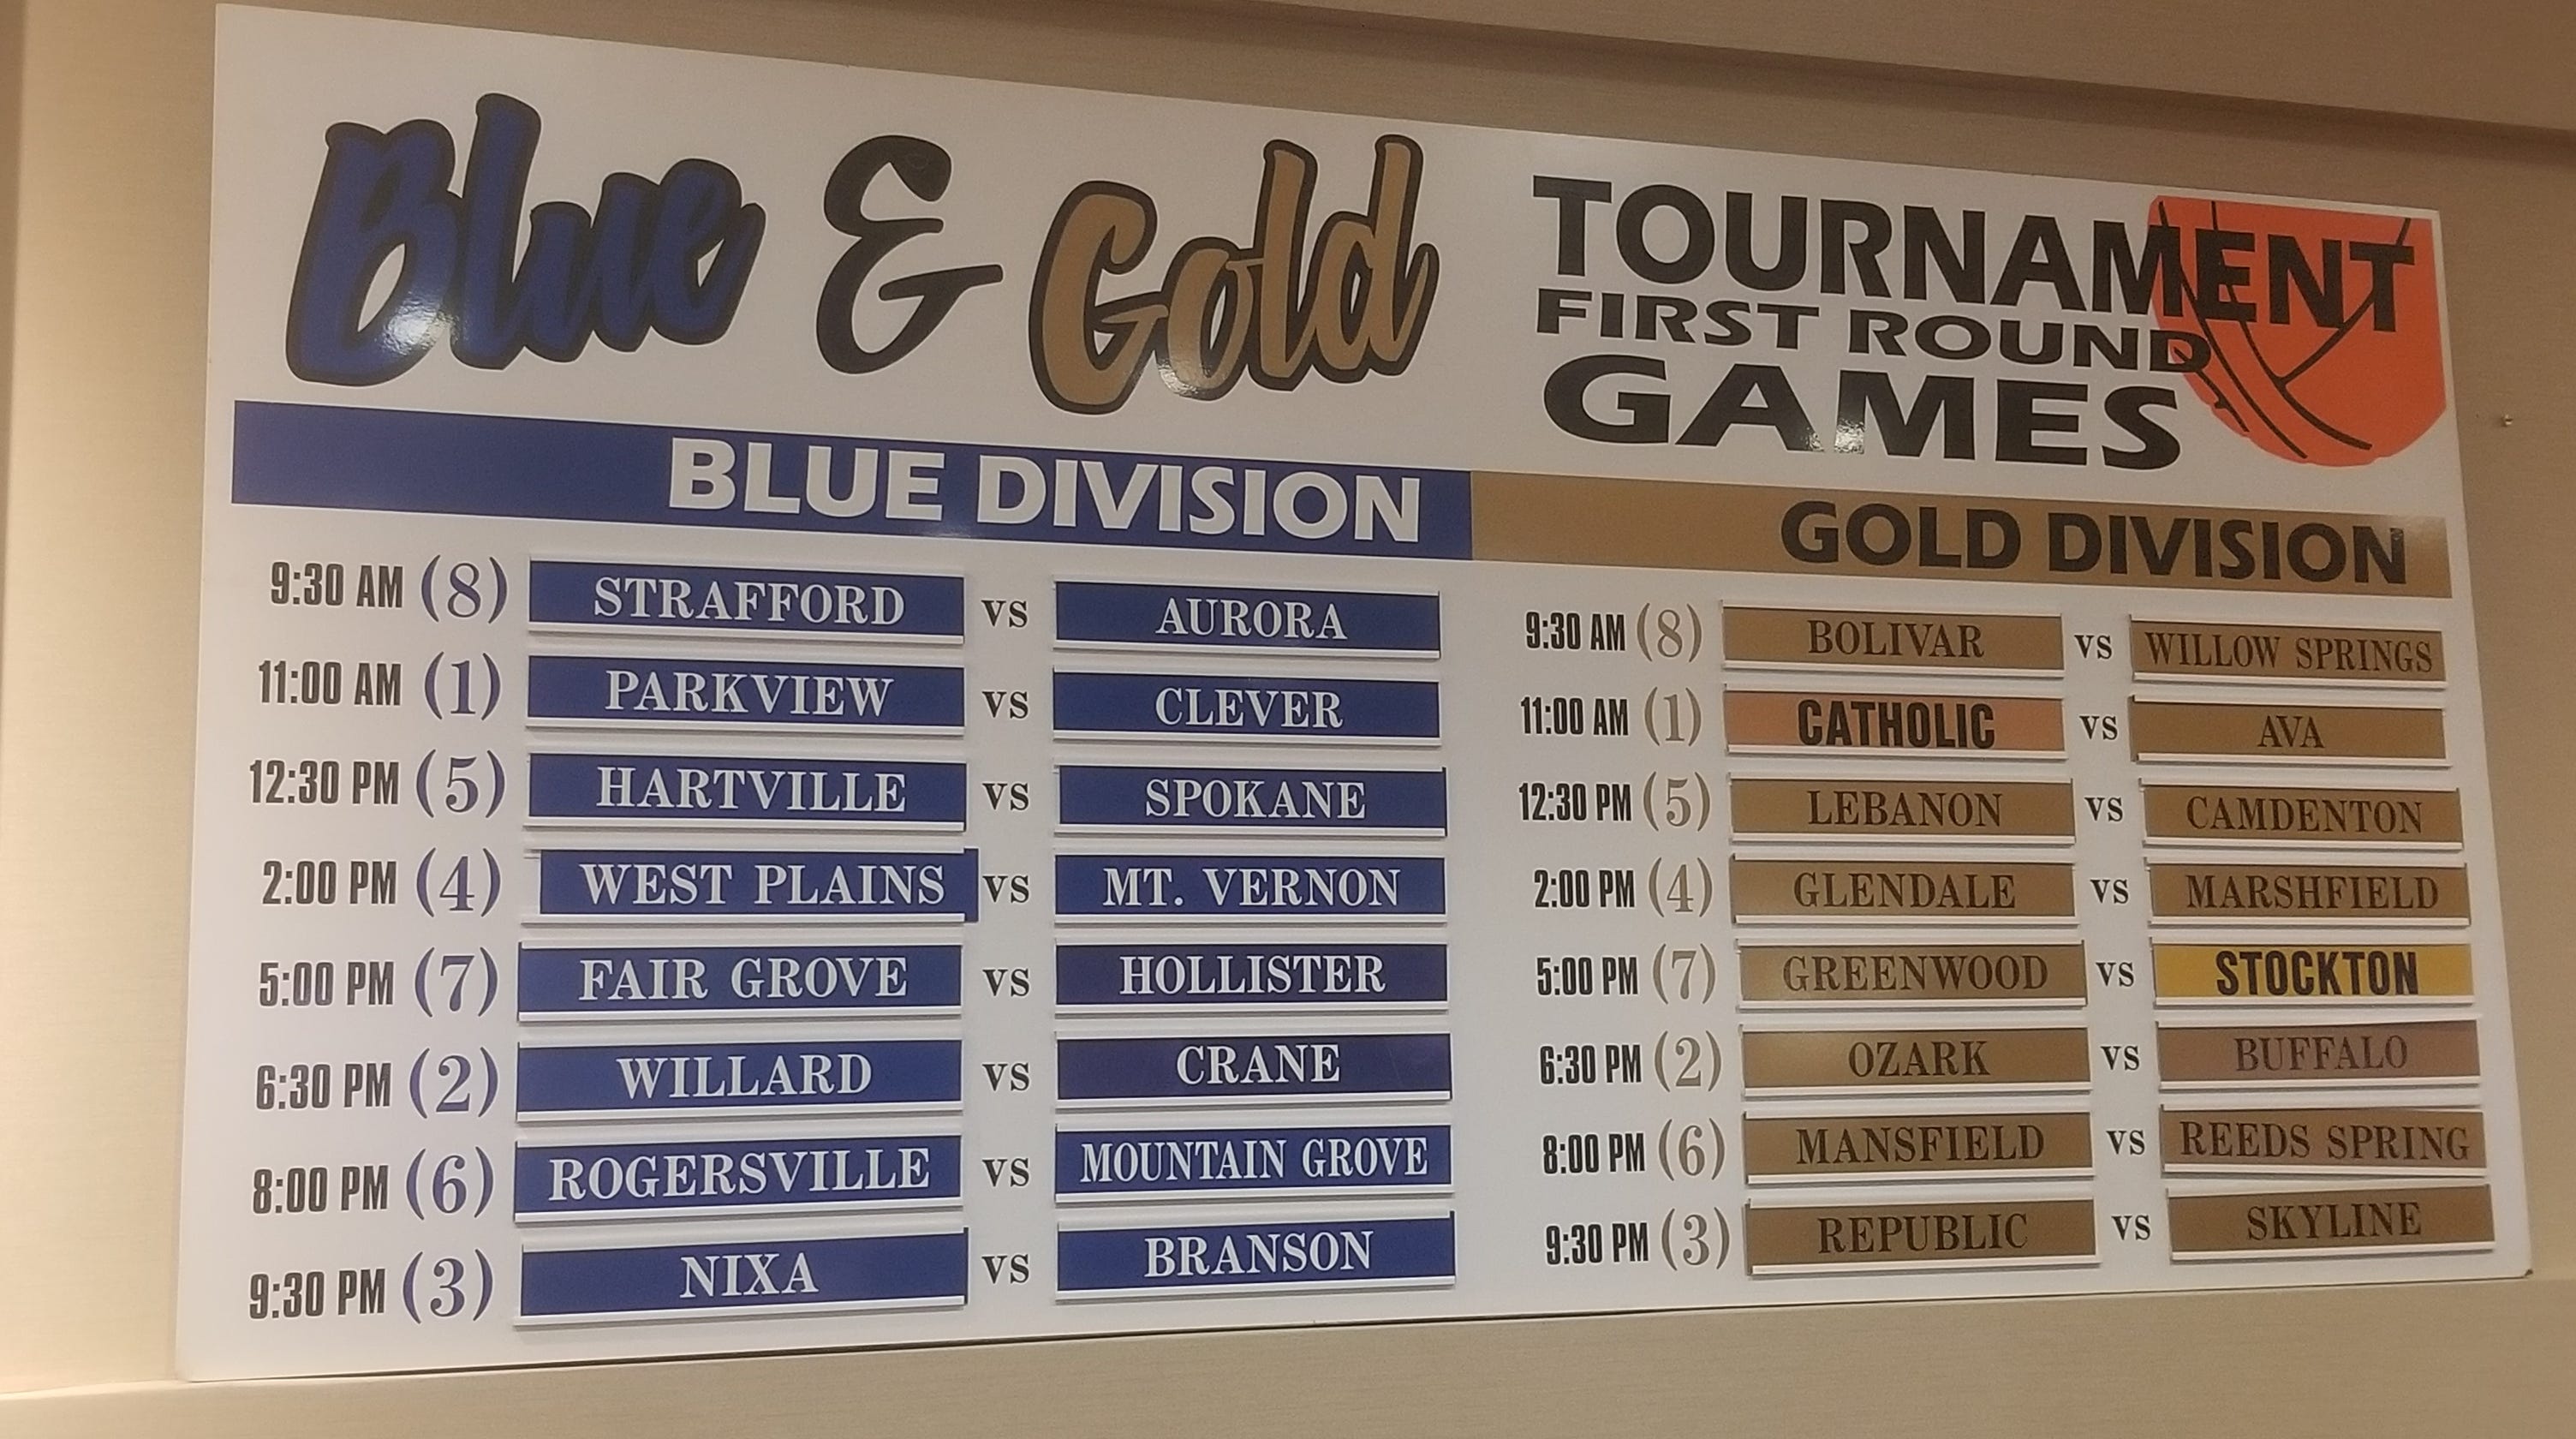 Blue & Gold
TOURNAMENT
FIRST ROUND
GAMES
BLUE DIVISION
9:30 AM (8) STRAFFORD VS AURORA
11:00 AM (1) PARKVIEW VS CLEVER
12:30 PM (5) HARTVILLE VS SPOKANE
2:00 PM (4) WEST PLAINS VS MT. VERNON
5:00 PM (7) FAIR GROVE VS HOLLISTER
6:30 PM (2) WILLARD VS CRANE
8:00 PM (6) ROGERSVILLE VS MOUNTAIN GROVE
9:30 PM (3) NIXA VS BRANSON
GOLD DIVISION
9:30 AM (8) BOLIVAR VS WILLOW SPRINGS
11:00 AM (1) CATHOLIC VS AVA
12:30 PM (5) LEBANON VS CAMDENTON
2:00 PM (4) GLENDALE VS MARSHFIELD
5:00 PM (7) GREENWOOD VS STOCKTON
6:30 PM (2) OZARK VS BUFFALO
8:00 PM (6) MANSFIELD VS REEDS SPRING
9:30 PM (3) REPUBLIC VS SKYLINE